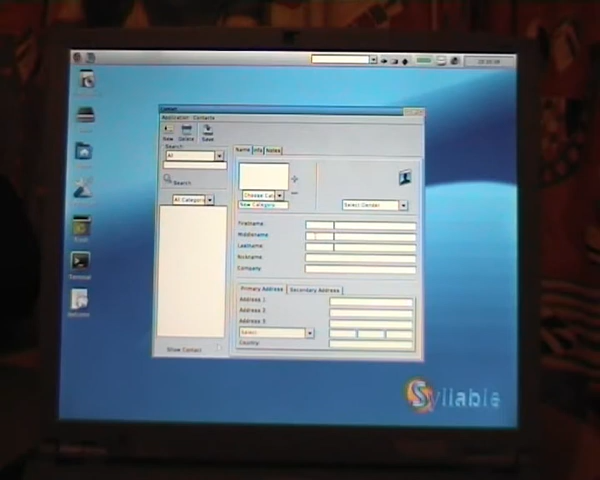 Contact
Application Contacts
New Delete Save
Search
All
Search
All Categor
Show Contact
Name Info Notes
Choose Cat
New Category
Select Gender
Firstname:
Middlename:
Lastname:
Nickname:
Company:
Primary Address Secondary Address
Address 1
Address 2
Address 3
Select
Country:
Terminal
Syllable